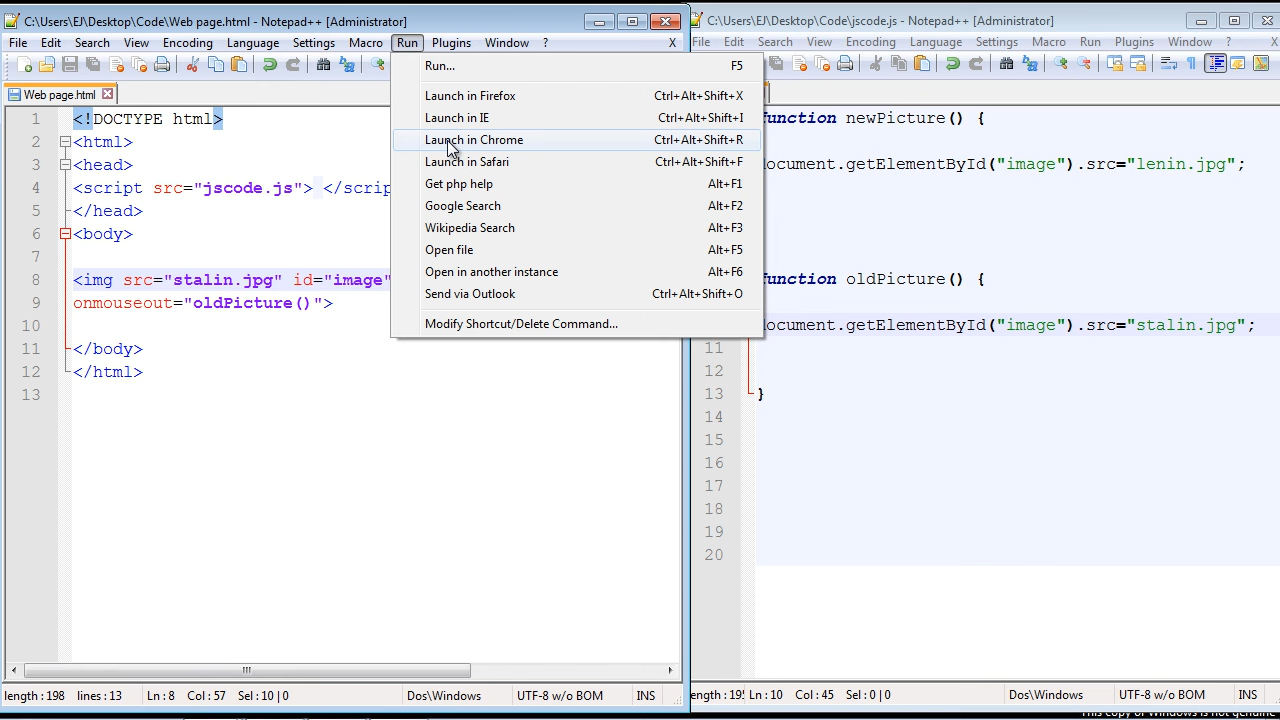 C:\Users\EJ\Desktop\Code\Web page.html - Notepad++ [Administrator]
File Edit Search View Encoding Language Settings Macro Run Plugins Window ? X
Web page.html
1 <!DOCTYPE html>
2 <html>
3 <head>
4 <script src="jscode.js"> </scrip
5 </head>
6 <body>
7
8 <img src="stalin.jpg" id="image"
9 onmouseout="oldPicture()">
10
11 </body>
12 </html>
13
Run... F5
Launch in Firefox Ctrl+Alt+Shift+X
Launch in IE Ctrl+Alt+Shift+I
Launch in Chrome Ctrl+Alt+Shift+R
Launch in Safari Ctrl+Alt+Shift+F
Get php help Alt+F1
Google Search Alt+F2
Wikipedia Search Alt+F3
Open file Alt+F5
Open in another instance Alt+F6
Send via Outlook Ctrl+Alt+Shift+O
Modify Shortcut/Delete Command...
length : 198 lines : 13 Ln : 8 Col : 57 Sel : 10 | 0 Dos\Windows UTF-8 w/o BOM INS
C:\Users\EJ\Desktop\Code\jscode.js - Notepad++ [Administrator]
File Edit Search View Encoding Language Settings Macro Run Plugins Window ? X
function newPicture() {
document.getElementById("image").src="lenin.jpg";
function oldPicture() {
document.getElementById("image").src="stalin.jpg";
11
12
13 }
14
15
16
17
18
19
20
ength : 195 Ln : 10 Col : 45 Sel : 0 | 0 Dos\Windows UTF-8 w/o BOM INS
This copy of Windows is not genuine